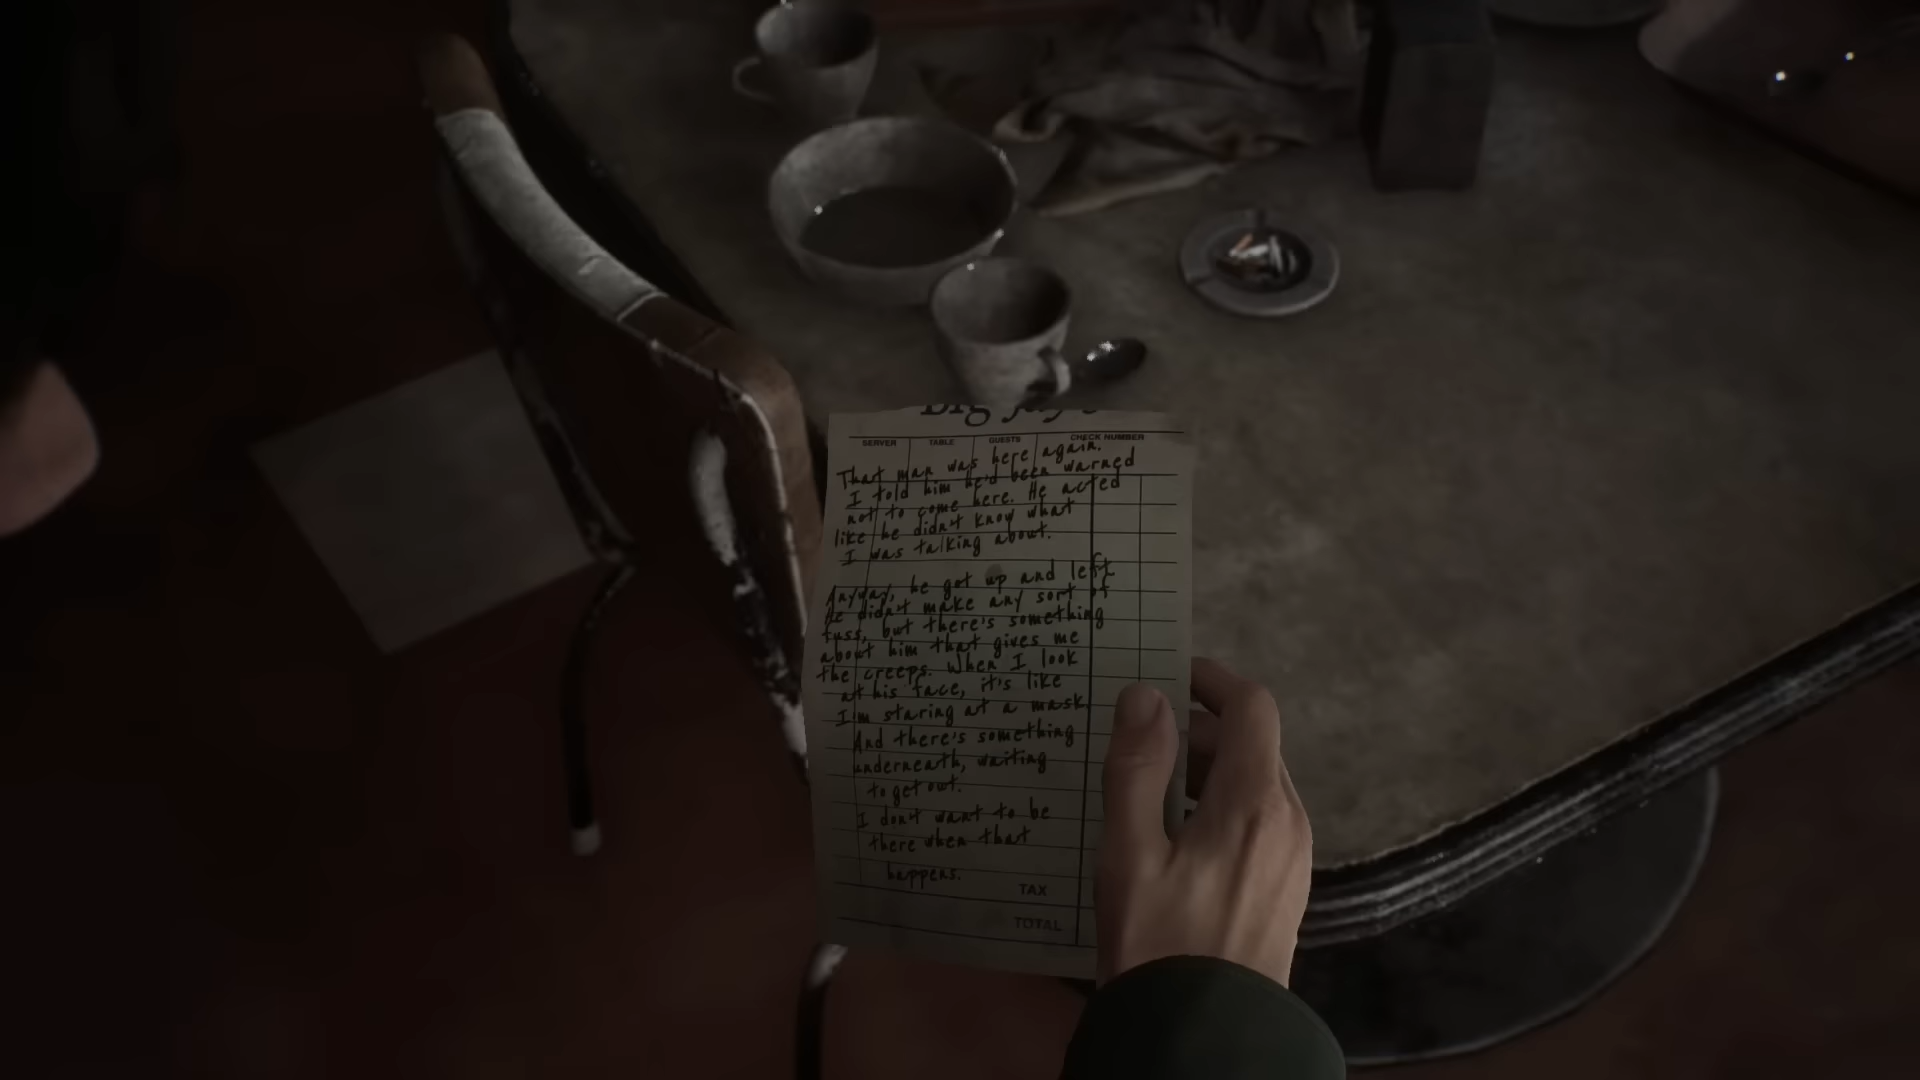 Big Jay's
SERVER TABLE GUESTS CHECK NUMBER
That man was here again.
I told him he'd been warned
not to come here. He acted
like he didn't know what
I was talking about.
Anyway, he got up and left
He didn't make any sort of
fuss, but there's something
about him that gives me
the creeps. When I look
at his face, it's like
I'm staring at a mask.
And there's something
underneath, waiting
to get out.
I don't want to be
there when that
happens.
TAX
TOTAL